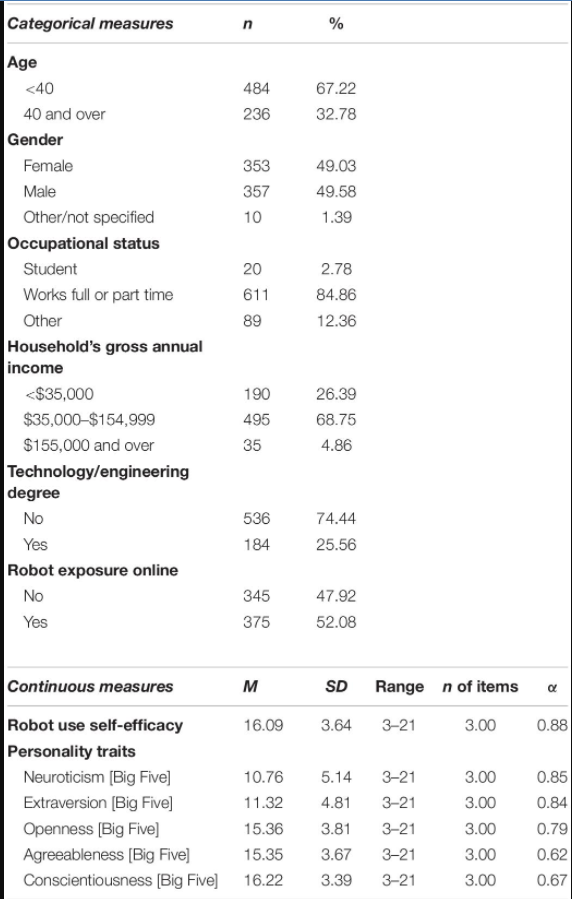 Categorical measures n %
Age
<40 484 67.22
40 and over 236 32.78
Gender
Female 353 49.03
Male 357 49.58
Other/not specified 10 1.39
Occupational status
Student 20 2.78
Works full or part time 611 84.86
Other 89 12.36
Household's gross annual
income
<$35,000 190 26.39
$35,000–$154,999 495 68.75
$155,000 and over 35 4.86
Technology/engineering
degree
No 536 74.44
Yes 184 25.56
Robot exposure online
No 345 47.92
Yes 375 52.08
Continuous measures M SD Range n of items α
Robot use self-efficacy 16.09 3.64 3–21 3.00 0.88
Personality traits
Neuroticism [Big Five] 10.76 5.14 3–21 3.00 0.85
Extraversion [Big Five] 11.32 4.81 3–21 3.00 0.84
Openness [Big Five] 15.36 3.81 3–21 3.00 0.79
Agreeableness [Big Five] 15.35 3.67 3–21 3.00 0.62
Conscientiousness [Big Five] 16.22 3.39 3–21 3.00 0.67